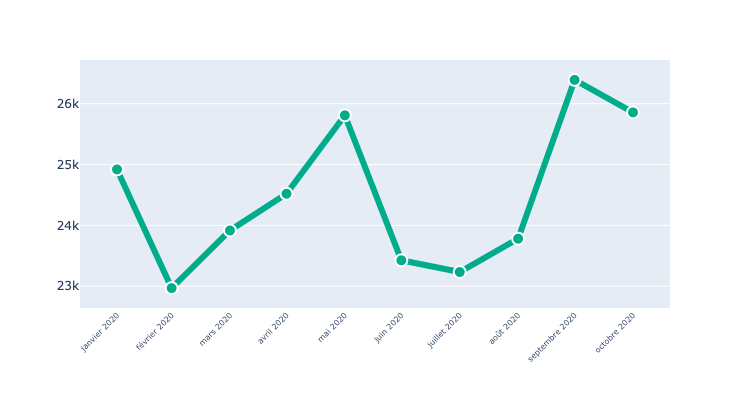 26k
25k
24k
23k
janvier 2020
février 2020
mars 2020
avril 2020
mai 2020
juin 2020
juillet 2020
août 2020
septembre 2020
octobre 2020